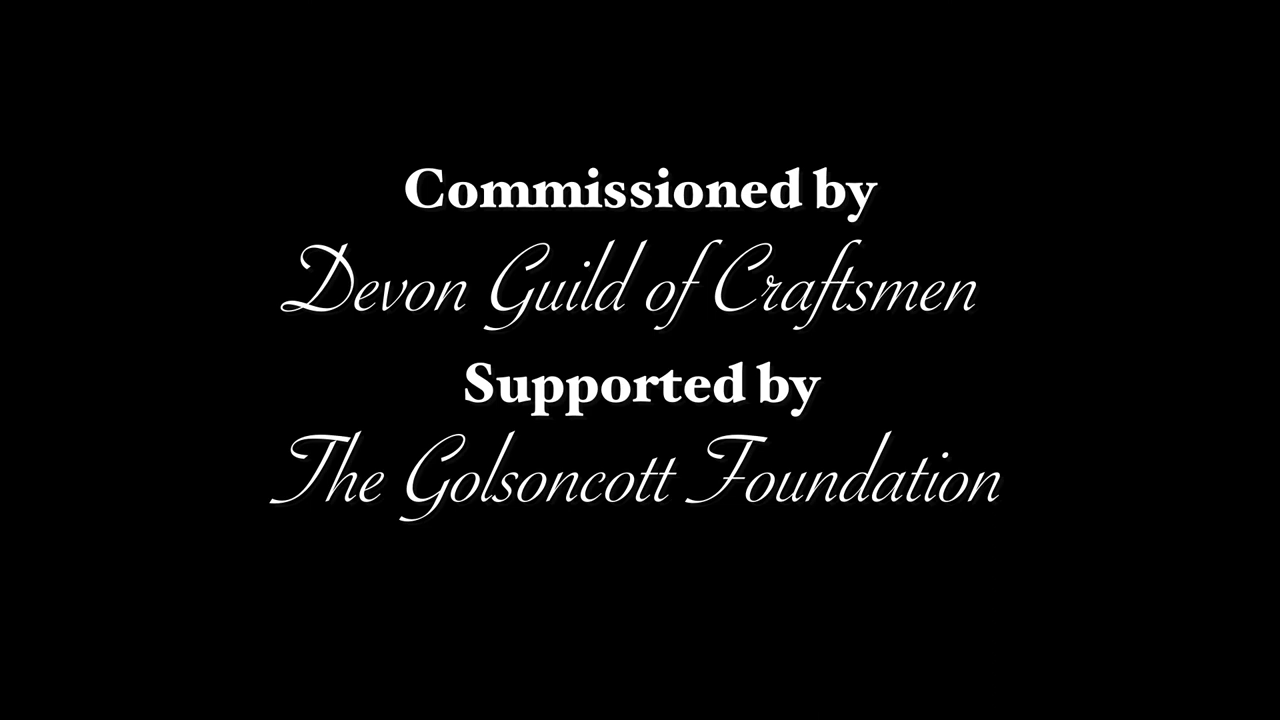 Commissioned by
Devon Guild of Craftsmen
Supported by
The Golsoncott Foundation